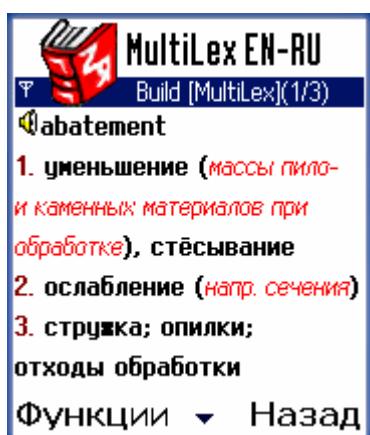 MultiLex EN-RU
Build [MultiLex](1/3)
abatement
1. уменьшение (массы пило-
и каменных материалов при
обработке), стёсывание
2. ослабление (напр. сечения)
3. стружка; опилки;
отходы обработки
Функции Назад